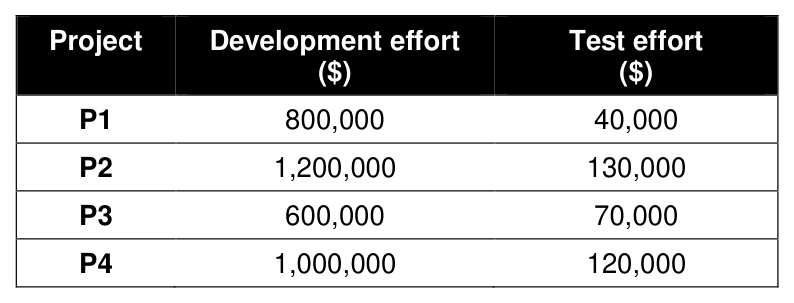 Project Development effort ($) Test effort ($)
P1 800,000 40,000
P2 1,200,000 130,000
P3 600,000 70,000
P4 1,000,000 120,000